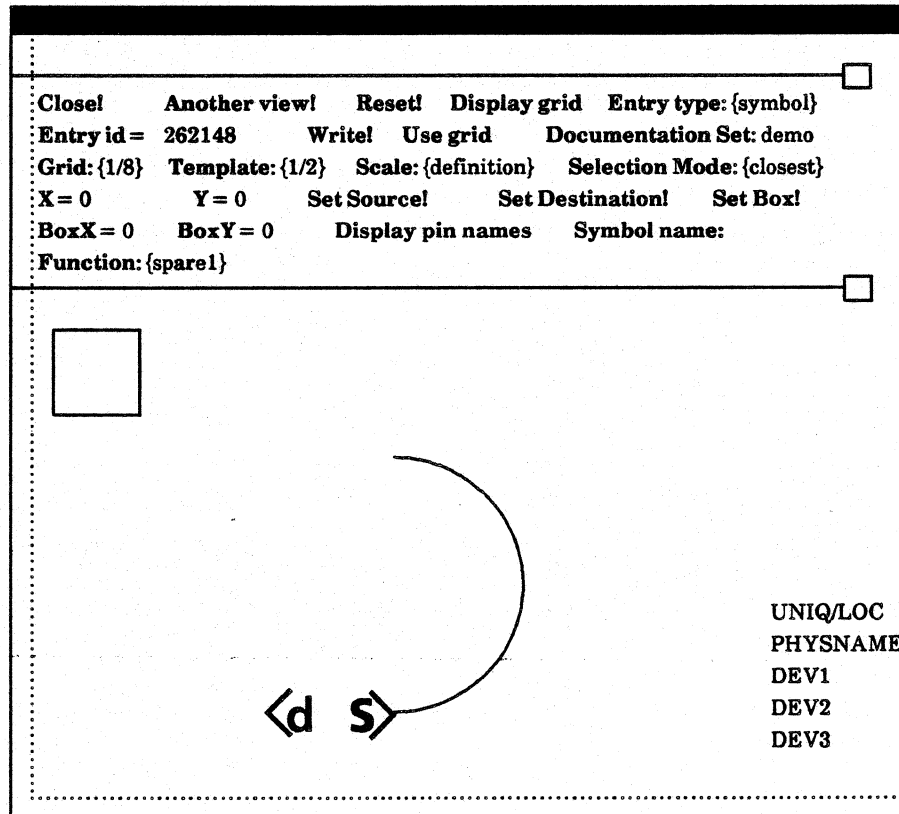 Close! Another view! Reset! Display grid Entry type: {symbol}
Entry id = 262148 Write! Use grid Documentation Set: demo
Grid: {1/8} Template: {1/2} Scale: {definition} Selection Mode: {closest}
X = 0 Y = 0 Set Source! Set Destination! Set Box!
BoxX = 0 BoxY = 0 Display pin names Symbol name:
Function: {spare1}
UNIQ/LOC
PHYSNAME
DEV1
<d S>
DEV2
DEV3